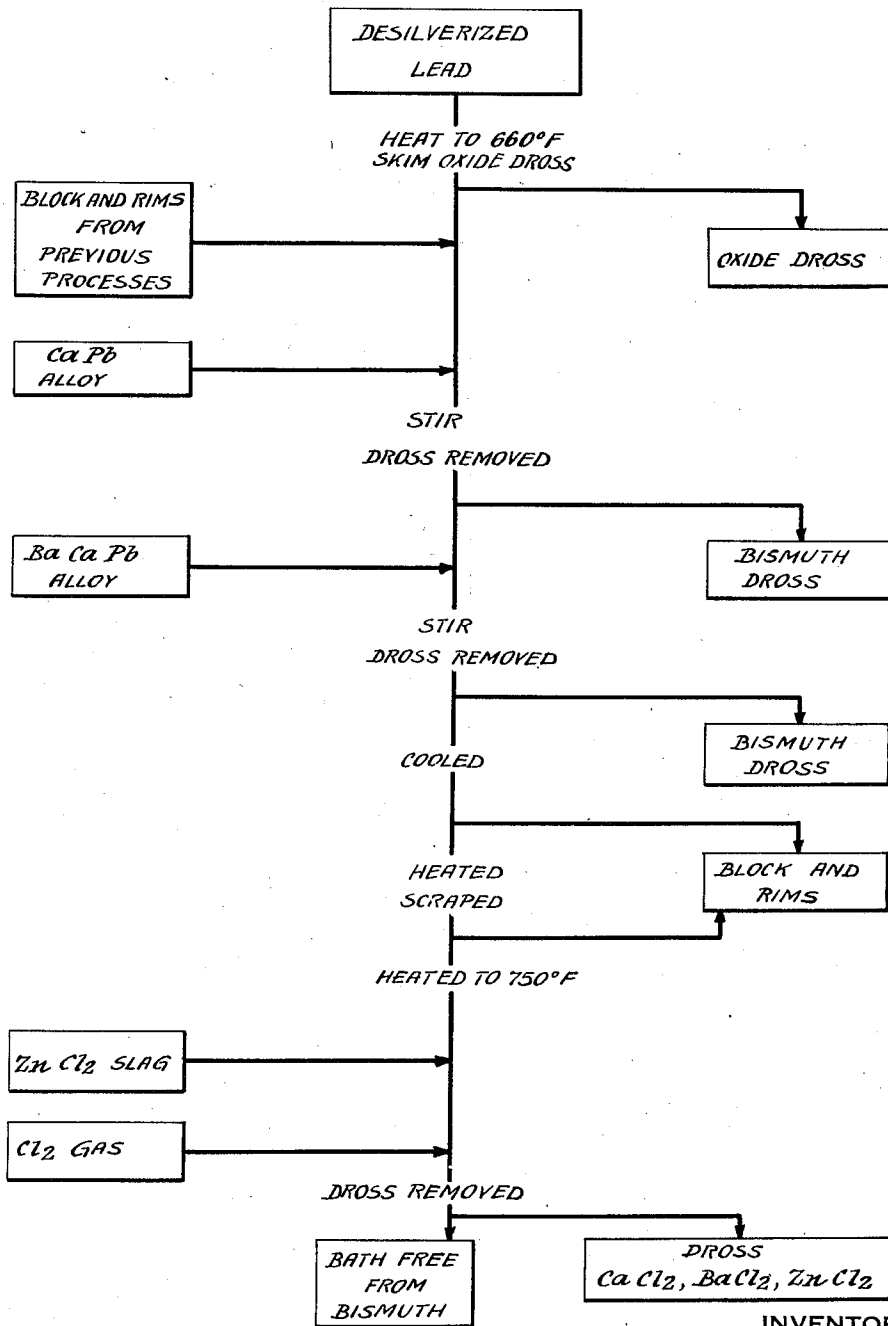 DESILVERIZED
LEAD
HEAT TO 660°F
SKIM OXIDE DROSS
BLOCK AND RIMS
FROM
PREVIOUS
PROCESSES
OXIDE DROSS
Ca Pb
ALLOY
STIR
DROSS REMOVED
Ba Ca Pb
ALLOY
BISMUTH
DROSS
STIR
DROSS REMOVED
BISMUTH
DROSS
COOLED
BLOCK AND
RIMS
HEATED
SCRAPED
HEATED TO 750°F
Zn Cl2 SLAG
Cl2 GAS
DROSS REMOVED
BATH FREE
FROM
BISMUTH
DROSS
Ca Cl2, Ba Cl2, Zn Cl2